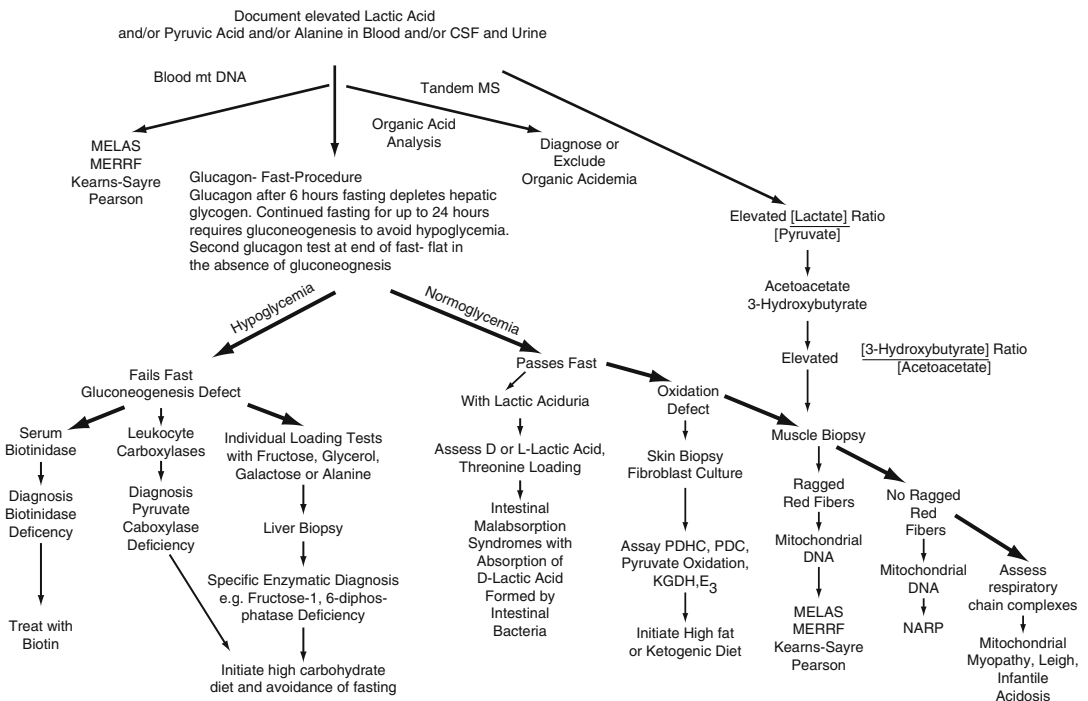 Document elevated Lactic Acid
and/or Pyruvic Acid and/or Alanine in Blood and/or CSF and Urine
Blood mt DNA
Tandem MS
Organic Acid
Analysis
MELAS
MERRF
Kearns-Sayre
Pearson
Diagnose or
Exclude
Organic Acidemia
Glucagon- Fast-Procedure
Glucagon after 6 hours fasting depletes hepatic
glycogen. Continued fasting for up to 24 hours
requires gluconeogenesis to avoid hypoglycemia.
Second glucagon test at end of fast- flat in
the absence of gluconeognesis
Elevated [Lactate] Ratio
[Pyruvate]
Acetoacetate
3-Hydroxybutyrate
Elevated
[3-Hydroxybutyrate] Ratio
[Acetoacetate]
Hypoglycemia
Normoglycemia
Fails Fast
Gluconeogenesis Defect
Passes Fast
Serum
Biotinidase
Diagnosis
Biotinidase
Deficency
Treat with
Biotin
Leukocyte
Carboxylases
Diagnosis
Pyruvate
Caboxylase
Deficiency
Individual Loading Tests
with Fructose, Glycerol,
Galactose or Alanine
Liver Biopsy
Specific Enzymatic Diagnosis
e.g. Fructose-1, 6-diphos-
phatase Deficiency
Initiate high carbohydrate
diet and avoidance of fasting
With Lactic Aciduria
Assess D or L-Lactic Acid,
Threonine Loading
Intestinal
Malabsorption
Syndromes with
Absorption of
D-Lactic Acid
Formed by
Intestinal
Bacteria
Oxidation
Defect
Skin Biopsy
Fibroblast Culture
Assay PDHC, PDC,
Pyruvate Oxidation,
KGDH,E3
Initiate High fat
or Ketogenic Diet
Muscle Biopsy
Ragged
Red Fibers
Mitochondrial
DNA
MELAS
MERRF
Kearns-Sayre
Pearson
No Ragged
Red
Fibers
Mitochondrial
DNA
NARP
Assess
respiratory
chain complexes
Mitochondrial
Myopathy, Leigh,
Infantile
Acidosis